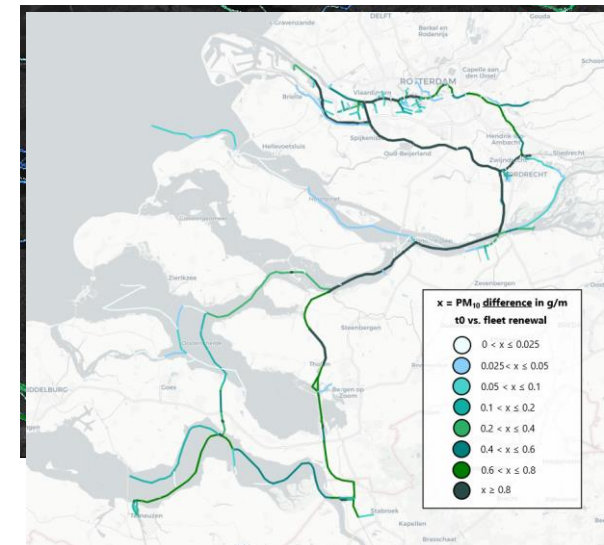 Gravenzande
DELFT
Berkel en
Rodenrijs
Gouda
Schoon
Capelle aan
den IJssel
ROTTERDAM
Vlaardingen
Brielle
Spijkenisse
Hendrik-Ido-
Ambacht
Sliedrecht
Zwijndrecht
DORDRECHT
Oud-Beijerland
Hellevoetsluis
Zierikzee
Zevenbergen
Steenbergen
Tholen
Bergen op
Zoom
Goes
MIDDELBURG
Terneuzen
Stabroek
Kapellen
Brasschaat
x = PM₁₀ difference in g/m
t0 vs. fleet renewal
0 < x ≤ 0.025
0.025< x ≤ 0.05
0.05 < x ≤ 0.1
0.1 < x ≤ 0.2
0.2 < x ≤ 0.4
0.4 < x ≤ 0.6
0.6 < x ≤ 0.8
x ≥ 0.8